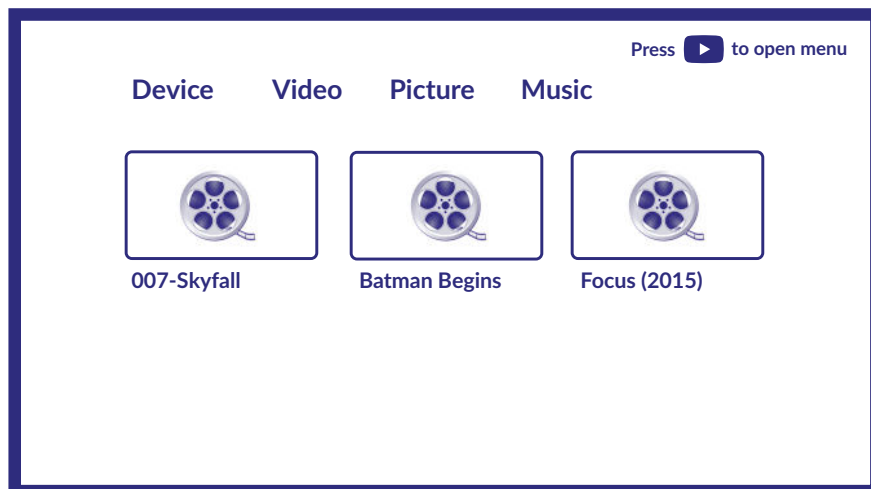 Press to open menu
Device Video Picture Music
007-Skyfall Batman Begins Focus (2015)